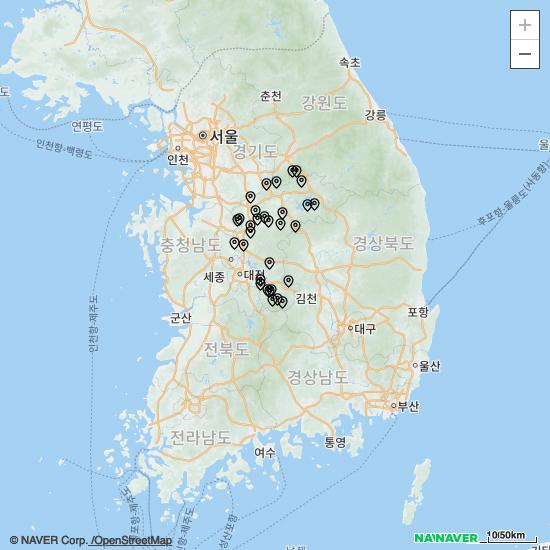 +
−
속초
춘천
강원도
연평도
서울
강릉
인천항-백령도
인천
경기도
후포항-울릉도(사동항)
충청남도
경상북도
세종
대전
김천
인천항-제주도
군산
포항
대구
전북도
울산
경상남도
부산
전라남도
통영
여수
© NAVER Corp. /OpenStreetMap
NAVER
10/50km